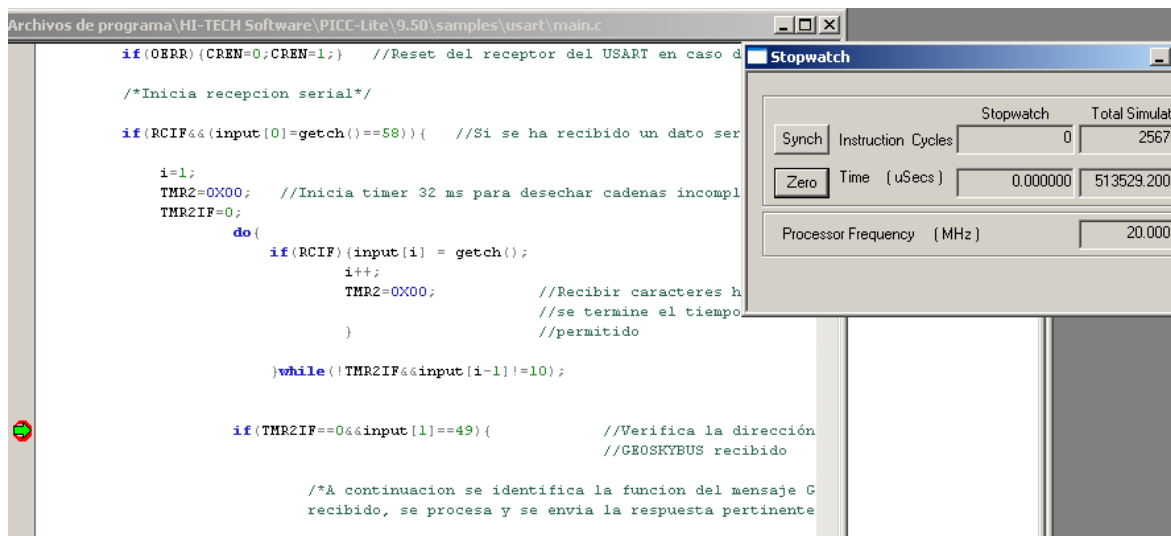 Archivos de programa\HI-TECH Software\PICC-Lite\9.50\samples\usart\main.c
if(OERR){CREN=0;CREN=1;} //Reset del receptor del USART en caso d
/*Inicia recepcion serial*/
if(RCIF&&(input[0]=getch()==58)){ //Si se ha recibido un dato ser
i=1;
TMR2=0X00; //Inicia timer 32 ms para desechar cadenas incompl
TMR2IF=0;
do{
if(RCIF){input[i] = getch();
i++;
TMR2=0X00; //Recibir caracteres h
//se termine el tiempo
} //permitido
}while(!TMR2IF&&input[i-1]!=10);
if(TMR2IF==0&&input[1]==49){ //Verifica la dirección
//GEOSKYBUS recibido
/*A continuacion se identifica la funcion del mensaje G
recibido, se procesa y se envia la respuesta pertinente
Stopwatch
Stopwatch Total Simulat
Synch Instruction Cycles 0 2567
Zero Time (uSecs) 0.000000 513529.200
Processor Frequency (MHz) 20.000